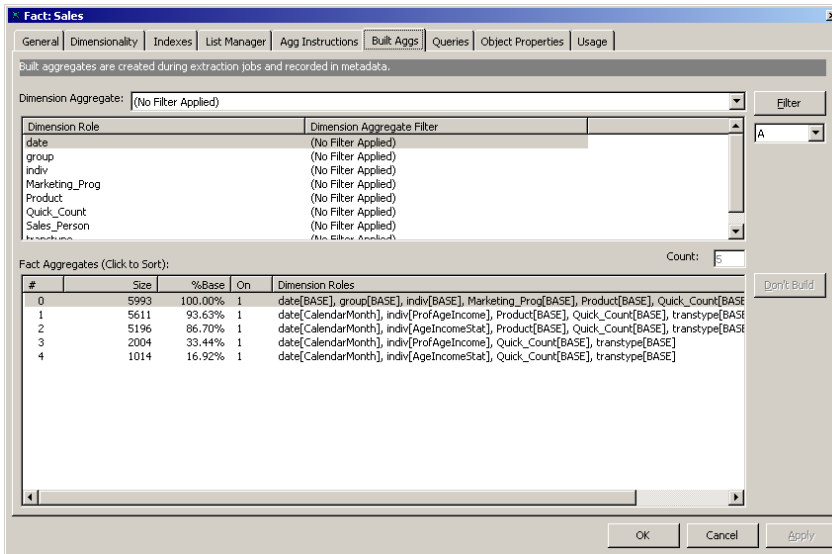 Fact: Sales
General Dimensionality Indexes List Manager Agg Instructions Built Aggs Queries Object Properties Usage
Built aggregates are created during extraction jobs and recorded in metadata.
Dimension Aggregate: (No Filter Applied) Filter
A
Dimension Role Dimension Aggregate Filter
date (No Filter Applied)
group (No Filter Applied)
indiv (No Filter Applied)
Marketing_Prog (No Filter Applied)
Product (No Filter Applied)
Quick_Count (No Filter Applied)
Sales_Person (No Filter Applied)
transtype (No Filter Applied)
Fact Aggregates (Click to Sort): Count: 5
# Size %Base On Dimension Roles Don't Build
0 5993 100.00% 1 date[BASE], group[BASE], indiv[BASE], Marketing_Prog[BASE], Product[BASE], Quick_Count[BASE
1 5611 93.63% 1 date[CalendarMonth], indiv[ProfAgeIncome], Product[BASE], Quick_Count[BASE], transtype[BASE
2 5196 86.70% 1 date[CalendarMonth], indiv[AgeIncomeStat], Product[BASE], Quick_Count[BASE], transtype[BASE
3 2004 33.44% 1 date[CalendarMonth], indiv[ProfAgeIncome], Quick_Count[BASE], transtype[BASE]
4 1014 16.92% 1 date[CalendarMonth], indiv[AgeIncomeStat], Quick_Count[BASE], transtype[BASE]
OK Cancel Apply